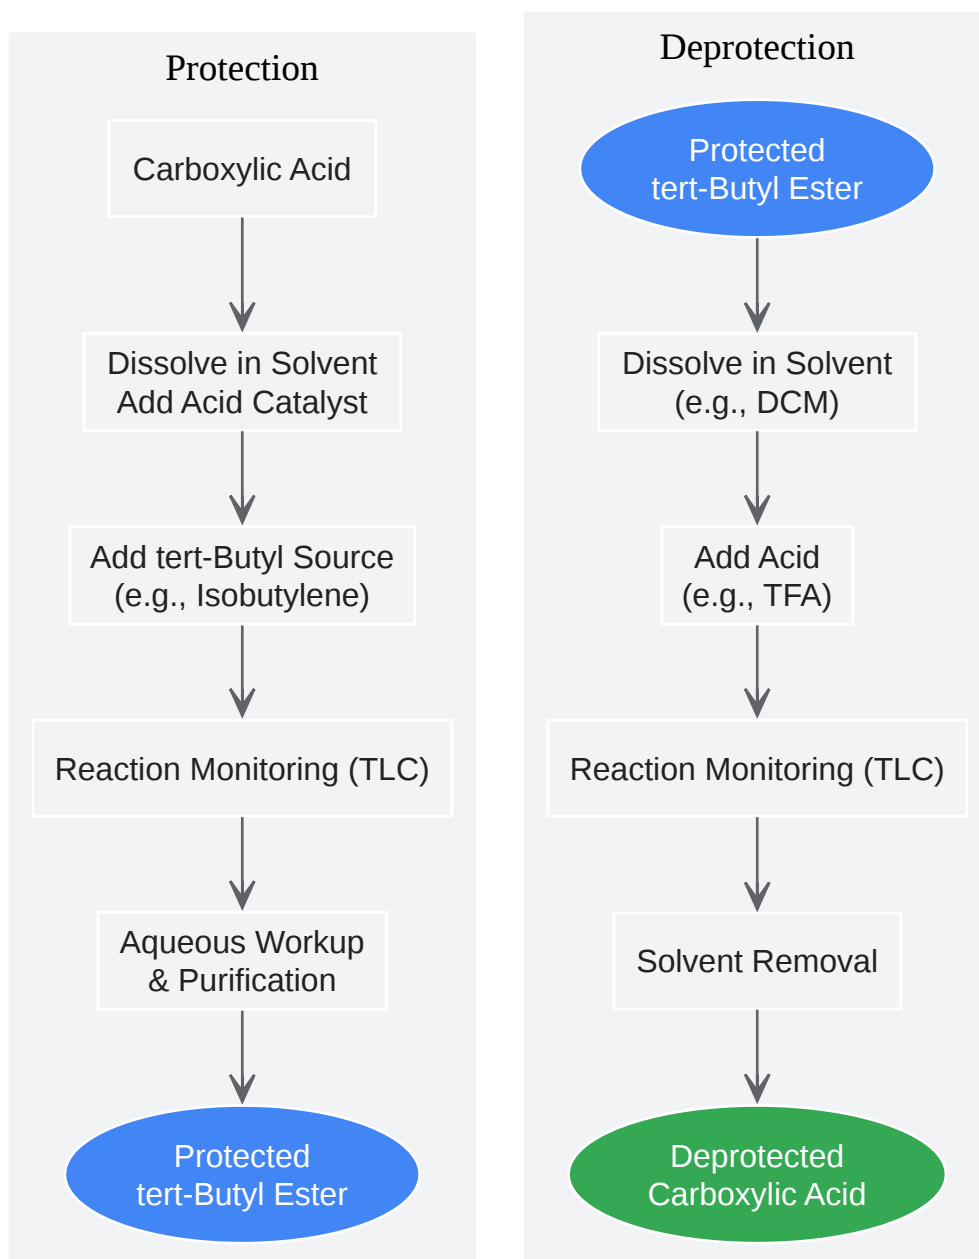 Protection
Carboxylic Acid
Dissolve in Solvent
Add Acid Catalyst
Add tert-Butyl Source
(e.g., Isobutylene)
Reaction Monitoring (TLC)
Aqueous Workup
& Purification
Protected
tert-Butyl Ester
Deprotection
Protected
tert-Butyl Ester
Dissolve in Solvent
(e.g., DCM)
Add Acid
(e.g., TFA)
Reaction Monitoring (TLC)
Solvent Removal
Deprotected
Carboxylic Acid